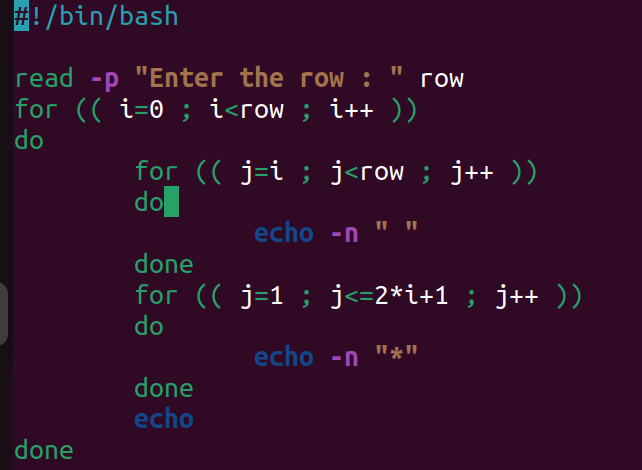 #!/bin/bash

read -p "Enter the row : " row
for (( i=0 ; i<row ; i++ ))
do
        for (( j=i ; j<row ; j++ ))
        do
                echo -n " "
        done
        for (( j=1 ; j<=2*i+1 ; j++ ))
        do
                echo -n "*"
        done
        echo
done